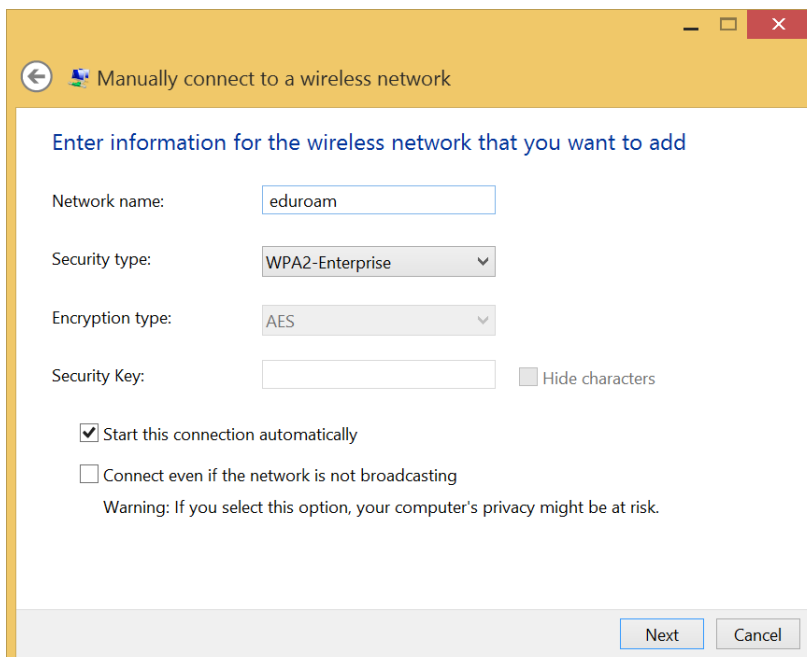 Manually connect to a wireless network
Enter information for the wireless network that you want to add
Network name: eduroam
Security type: WPA2-Enterprise
Encryption type: AES
Security Key: Hide characters
Start this connection automatically
Connect even if the network is not broadcasting
Warning: If you select this option, your computer's privacy might be at risk.
Next Cancel